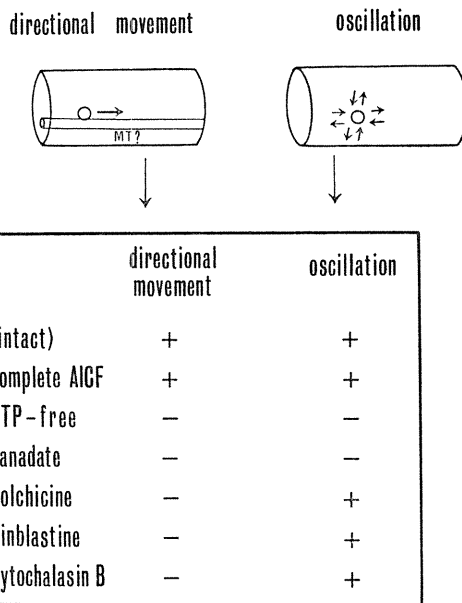 directional movement oscillation
MT?
directional oscillation
movement
intact) + +
omplete AICF + +
TP-free - -
anadate - -
olchicine - +
inblastine - +
ytochalasin B - +